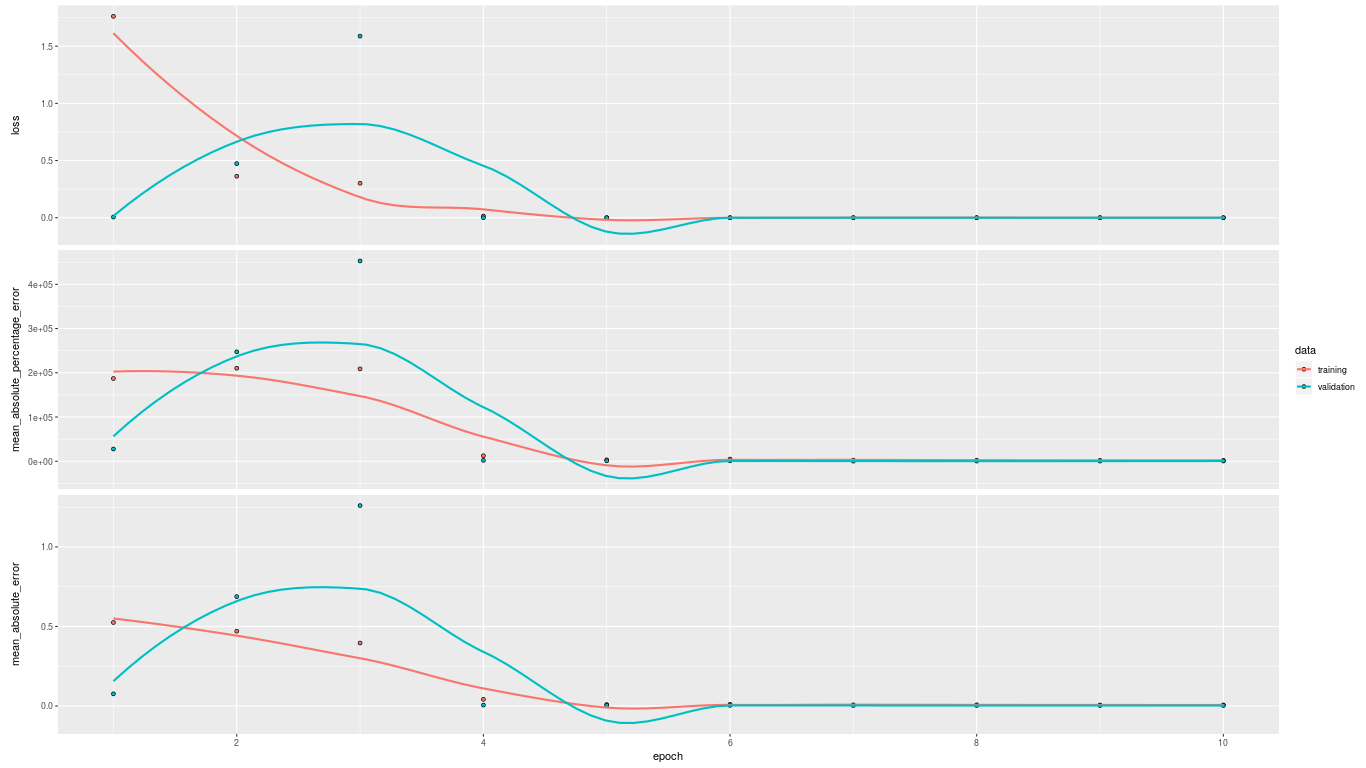 loss
1.5
1.0
0.5
0.0
mean_absolute_percentage_error
4e+05
3e+05
2e+05
1e+05
0e+00
mean_absolute_error
1.0
0.5
0.0
2
4
6
8
10
epoch
data
training
validation